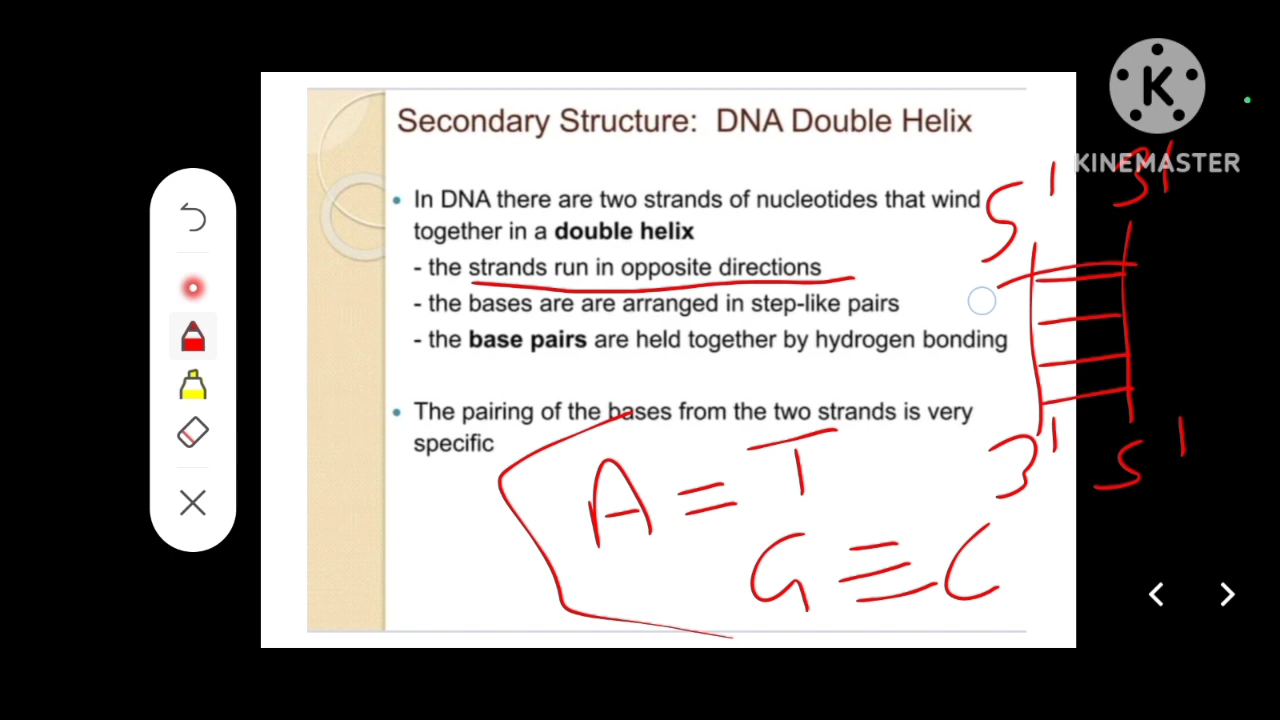 K
KINEMASTER
Secondary Structure: DNA Double Helix
• In DNA there are two strands of nucleotides that wind
together in a double helix
- the strands run in opposite directions
- the bases are are arranged in step-like pairs
- the base pairs are held together by hydrogen bonding
• The pairing of the bases from the two strands is very
specific
5' 3'
3' 5'
A = T
G ≡ C